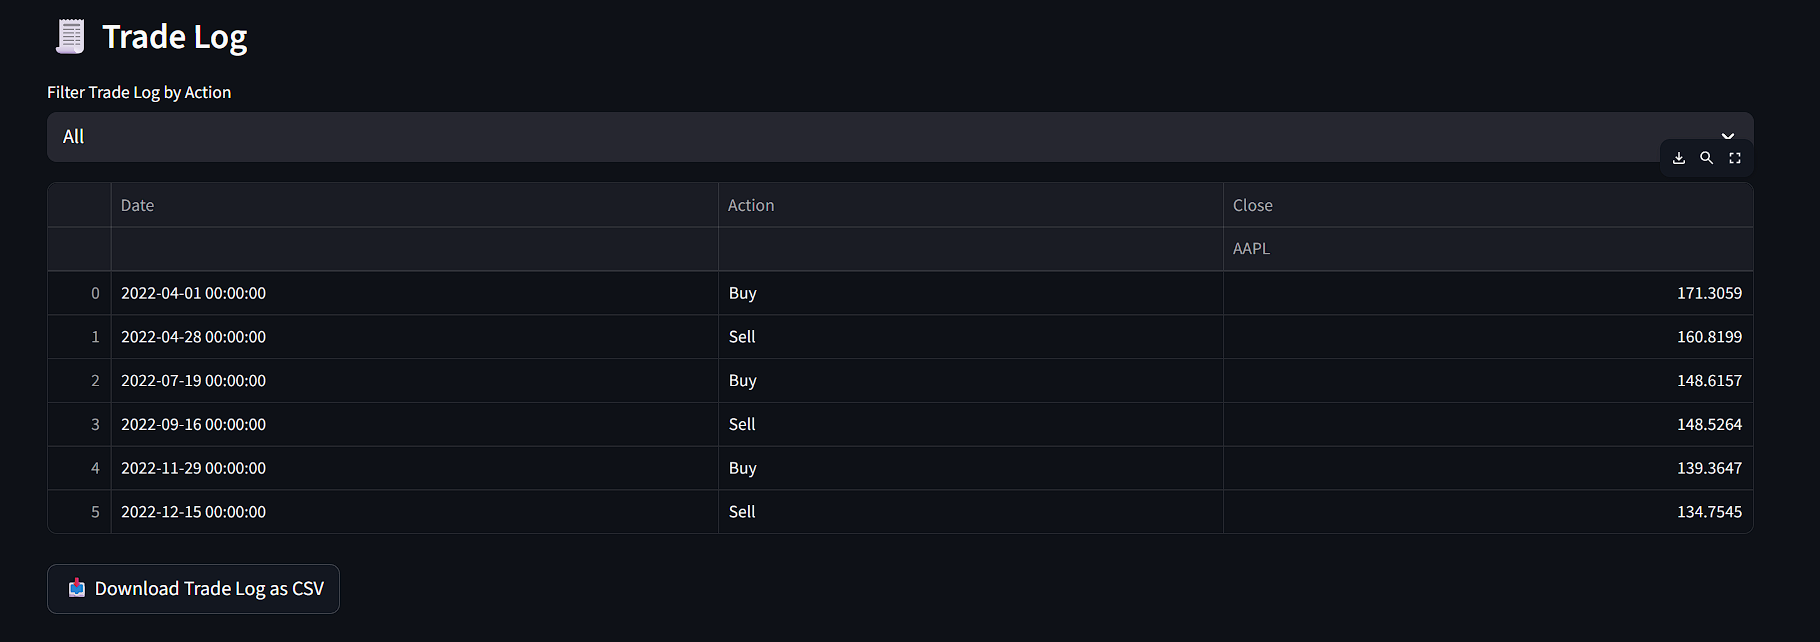 Trade Log
Filter Trade Log by Action
All
Date Action Close
AAPL
0 2022-04-01 00:00:00 Buy 171.3059
1 2022-04-28 00:00:00 Sell 160.8199
2 2022-07-19 00:00:00 Buy 148.6157
3 2022-09-16 00:00:00 Sell 148.5264
4 2022-11-29 00:00:00 Buy 139.3647
5 2022-12-15 00:00:00 Sell 134.7545
Download Trade Log as CSV